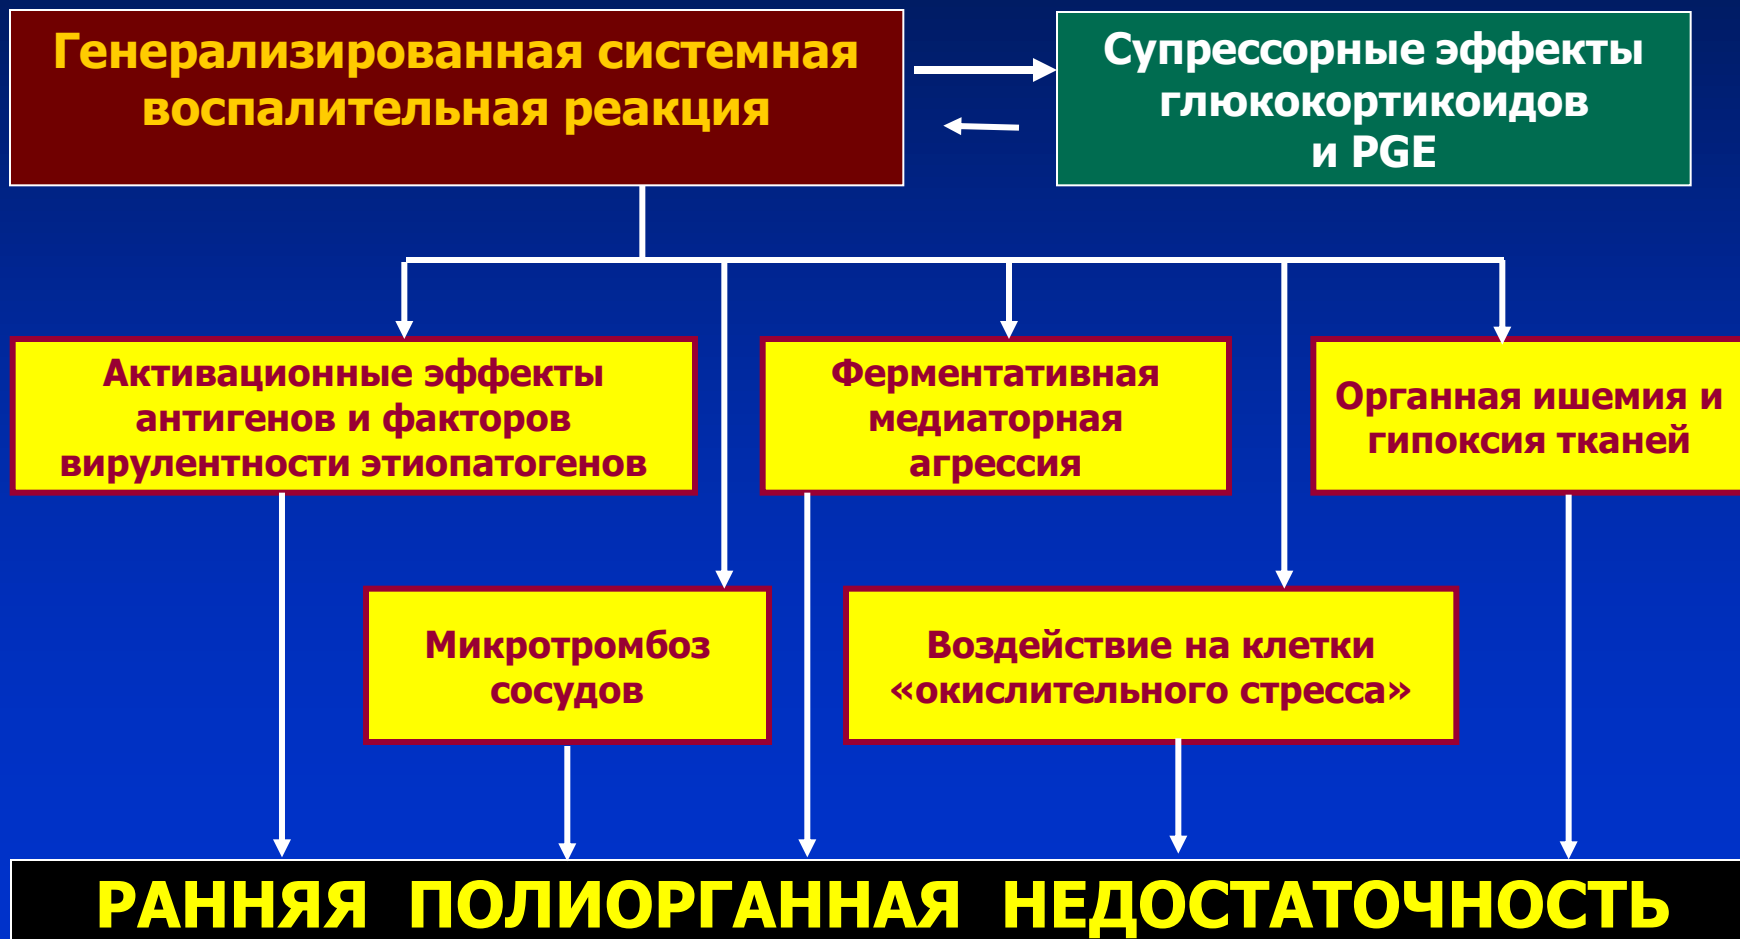 Генерализированная системная
воспалительная реакция
Супрессорные эффекты
глюкокортикоидов
и PGE
Активационные эффекты
антигенов и факторов
вирулентности этиопатогенов
Ферментативная
медиаторная
агрессия
Органная ишемия и
гипоксия тканей
Микротромбоз
сосудов
Воздействие на клетки
«окислительного стресса»
РАННЯЯ ПОЛИОРГАННАЯ НЕДОСТАТОЧНОСТЬ